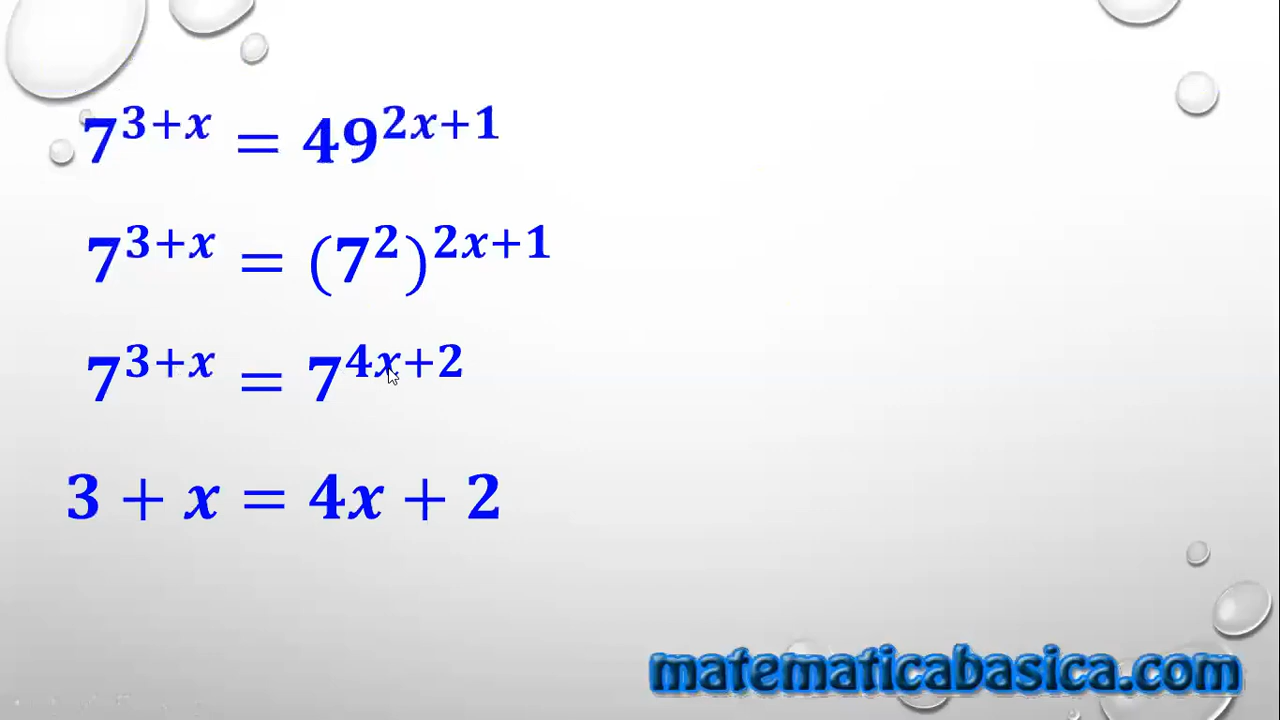 7^{3+x} = 49^{2x+1}
7^{3+x} = (7^2)^{2x+1}
7^{3+x} = 7^{4x+2}
3 + x = 4x + 2
matematicabasica.com